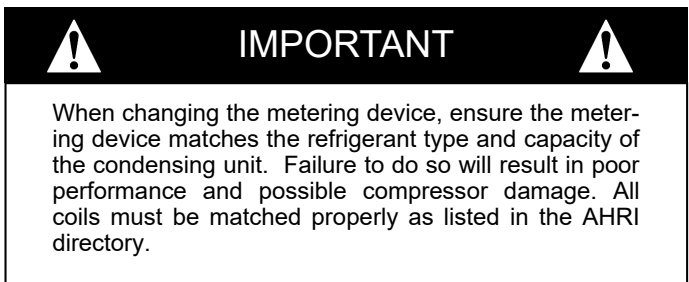 IMPORTANT
When changing the metering device, ensure the meter-
ing device matches the refrigerant type and capacity of
the condensing unit.  Failure to do so will result in poor
performance and possible compressor damage. All
coils must be matched properly as listed in the AHRI
directory.